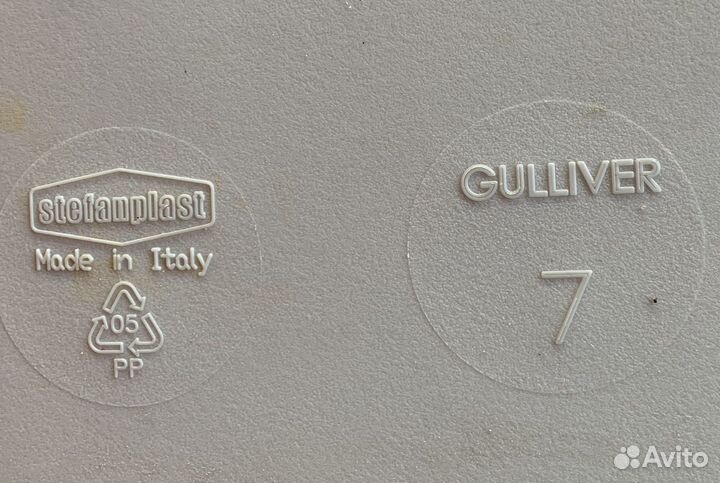 stefanplast
Made in Italy
05
PP
GULLIVER
7
Avito